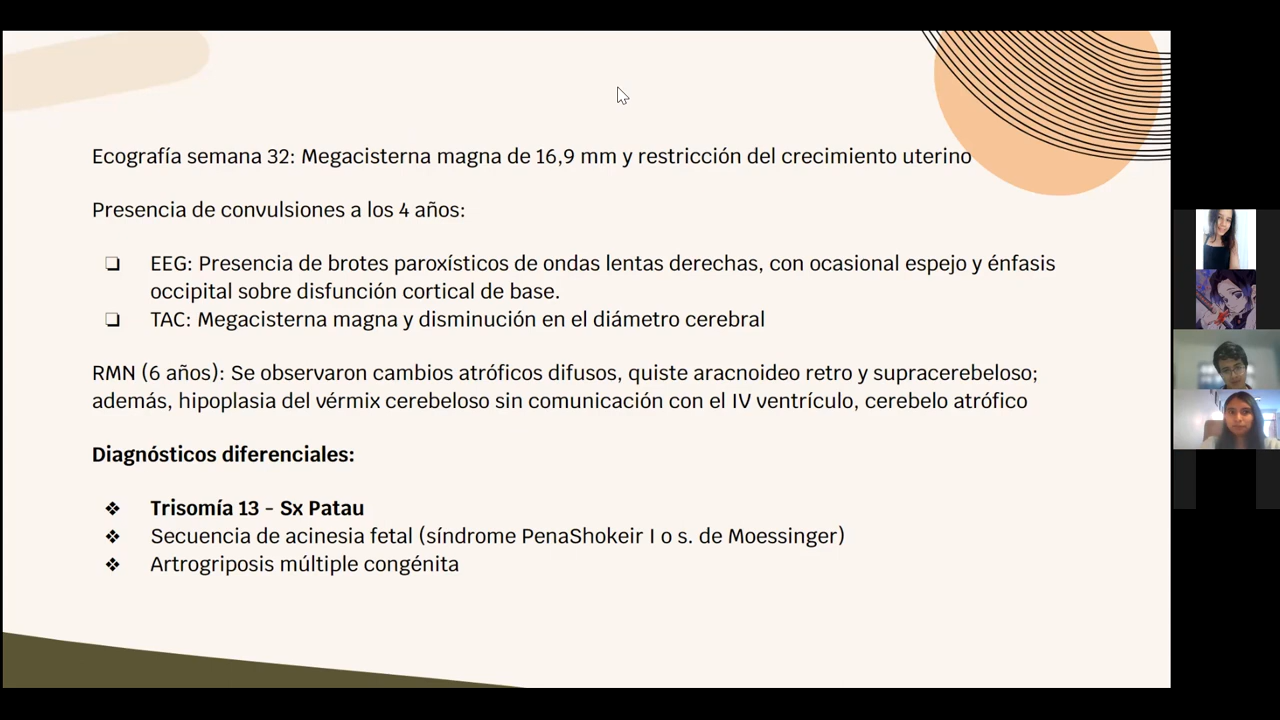 Ecografía semana 32: Megacisterna magna de 16,9 mm y restricción del crecimiento uterino
Presencia de convulsiones a los 4 años:
❏ EEG: Presencia de brotes paroxísticos de ondas lentas derechas, con ocasional espejo y énfasis
occipital sobre disfunción cortical de base.
❏ TAC: Megacisterna magna y disminución en el diámetro cerebral
RMN (6 años): Se observaron cambios atróficos difusos, quiste aracnoideo retro y supracerebeloso;
además, hipoplasia del vérmix cerebeloso sin comunicación con el IV ventrículo, cerebelo atrófico
Diagnósticos diferenciales:
❖ Trisomía 13 - Sx Patau
❖ Secuencia de acinesia fetal (síndrome PenaShokeir I o s. de Moessinger)
❖ Artrogriposis múltiple congénita